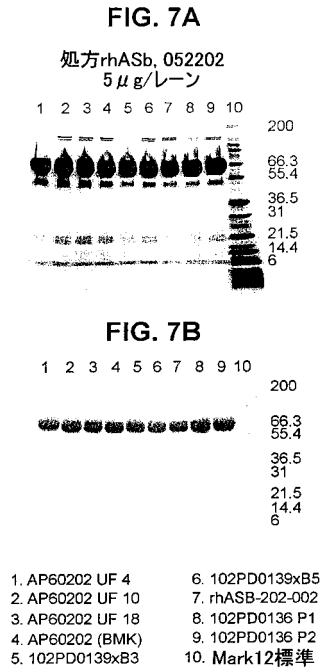 FIG. 7A
処方rhASb, 052202
5μg/レーン
1 2 3 4 5 6 7 8 9 10
200
66.3
55.4
36.5
31
21.5
14.4
6
FIG. 7B
1 2 3 4 5 6 7 8 9 10
200
66.3
55.4
36.5
31
21.5
14.4
6
1. AP60202 UF 4
2. AP60202 UF 10
3. AP60202 UF 18
4. AP60202 (BMK)
5. 102PD0139xB3
6. 102PD0139xB5
7. rhASB-202-002
8. 102PD0136 P1
9. 102PD0136 P2
10. Mark12標準